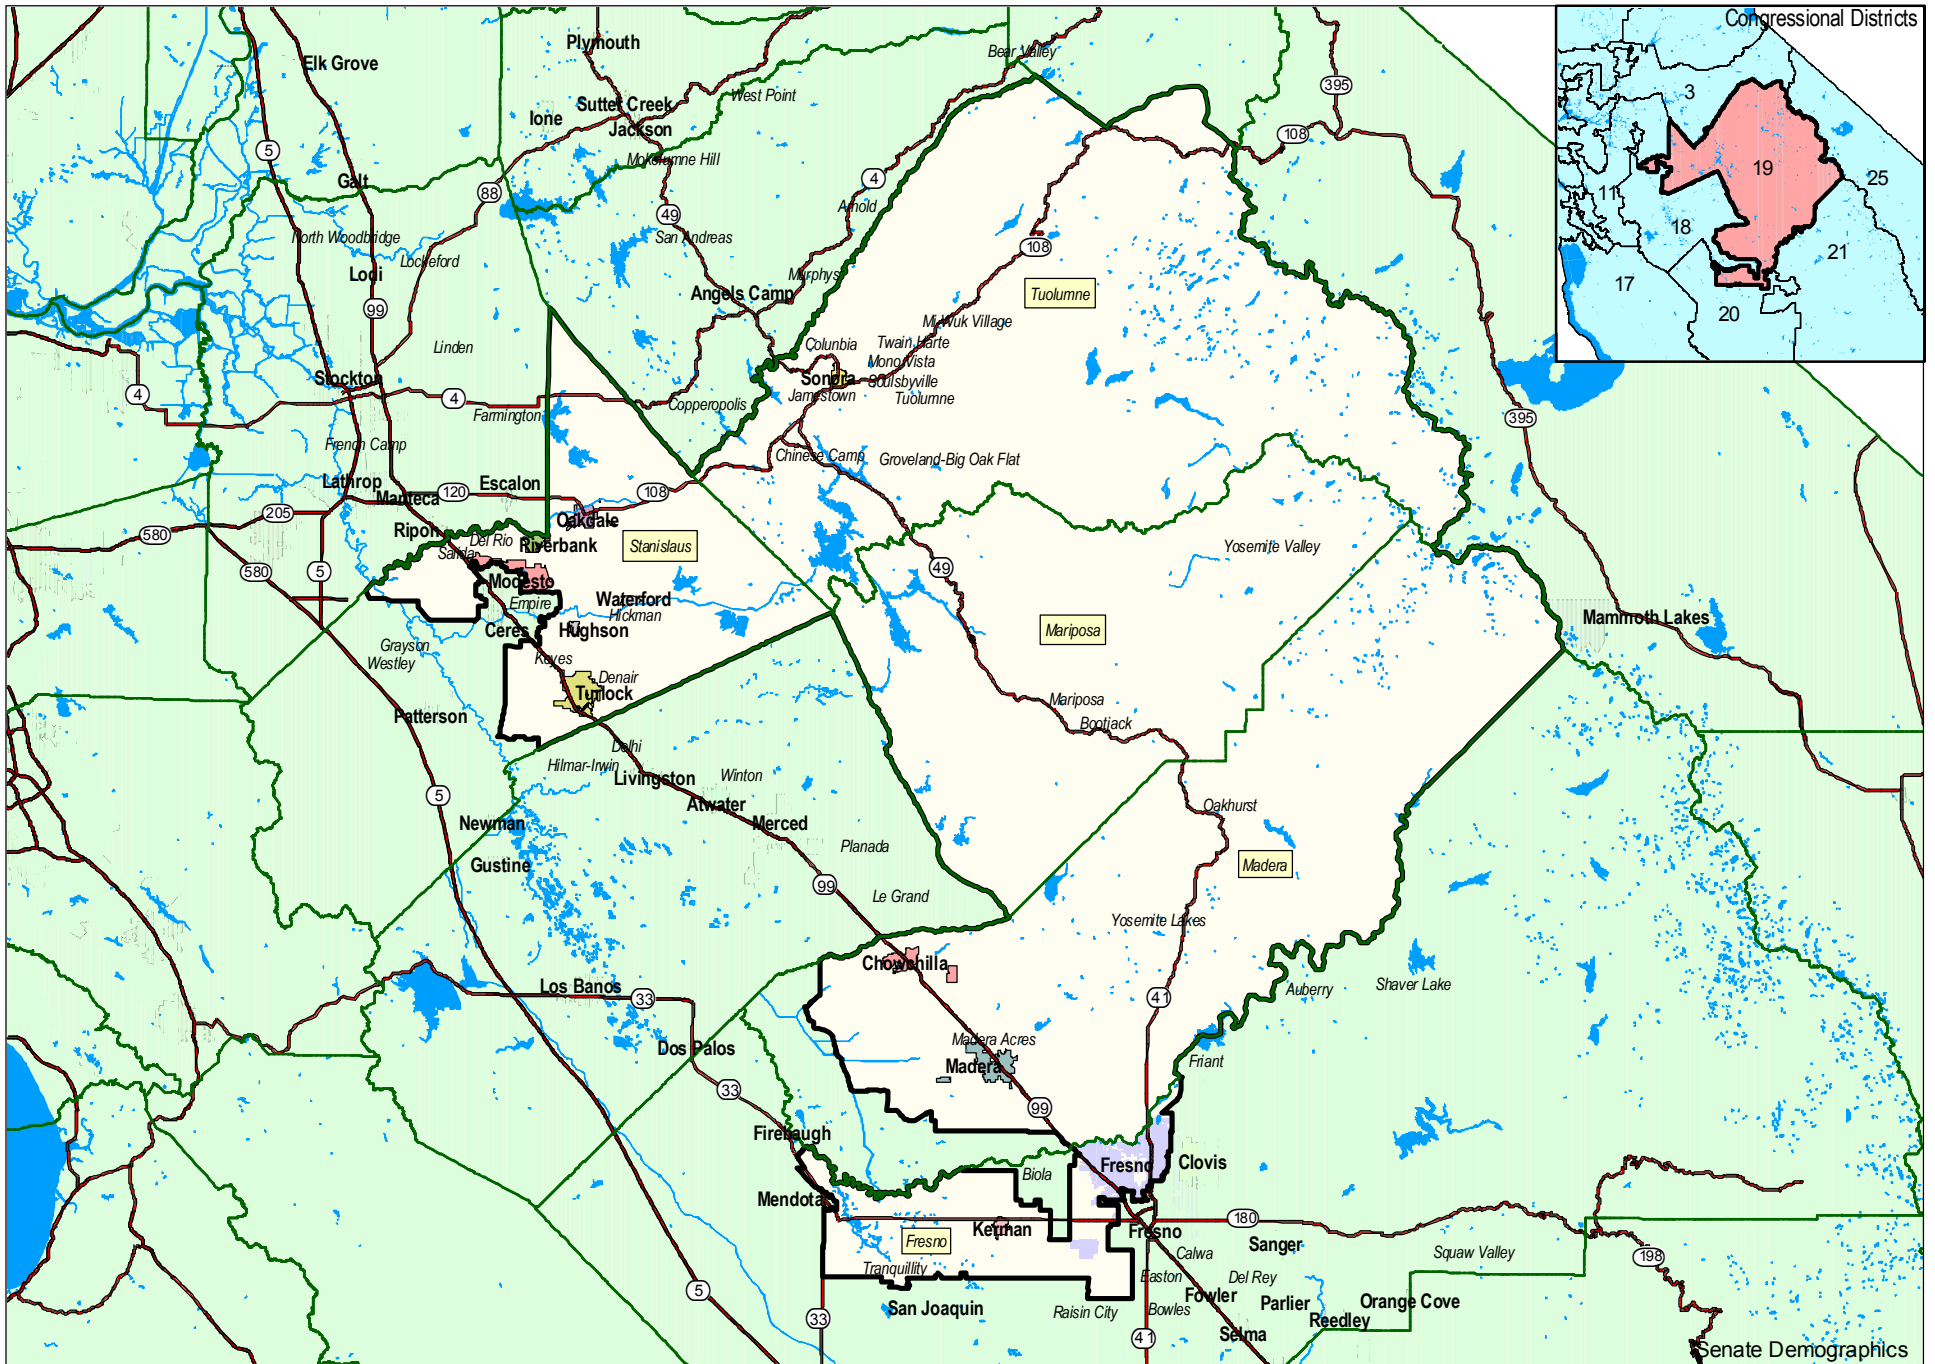 Congressional Districts
3
19
25
11
18
21
17
20
Plymouth
Bear Valley
Elk Grove
395
West Point
Sutter Creek
Ione
Jackson
108
5
Mokelumne Hill
Galt
4
88
Arnold
49
North Woodbridge
San Andreas
108
Lockeford
Lodi
Murphys
Angels Camp
Tuolumne
99
Mi-Wuk Village
Linden
Columbia
Twain Harte
Mono Vista
Stockton
Sonora
Soulsbyville
4
4
Jamestown
Tuolumne
Copperopolis
Farmington
395
French Camp
Chinese Camp
Groveland-Big Oak Flat
Lathrop
Manteca
120
Escalon
108
205
Oakdale
580
Ripon
Del Rio
Riverbank
Stanislaus
Yosemite Valley
Salida
580
5
Modesto
49
Empire
Waterford
Hickman
Mammoth Lakes
Ceres
Hughson
Mariposa
Grayson
Westley
Keyes
Denair
Turlock
Mariposa
Patterson
Bootjack
Delhi
Hilmar-Irwin
Livingston
Winton
5
Atwater
Oakhurst
Newman
Merced
Planada
Gustine
Madera
99
Le Grand
Yosemite Lakes
Chowchilla
Los Banos
33
41
Auberry
Shaver Lake
Dos Palos
Madera Acres
Madera
Friant
33
99
Firebaugh
Biola
Fresno
Clovis
Mendota
Kerman
180
Fresno
Fresno
Sanger
Calwa
Squaw Valley
198
Tranquillity
Easton
Del Rey
5
San Joaquin
Raisin City
Bowles
Fowler
Parlier
Orange Cove
33
Reedley
41
Selma
Senate Demographics